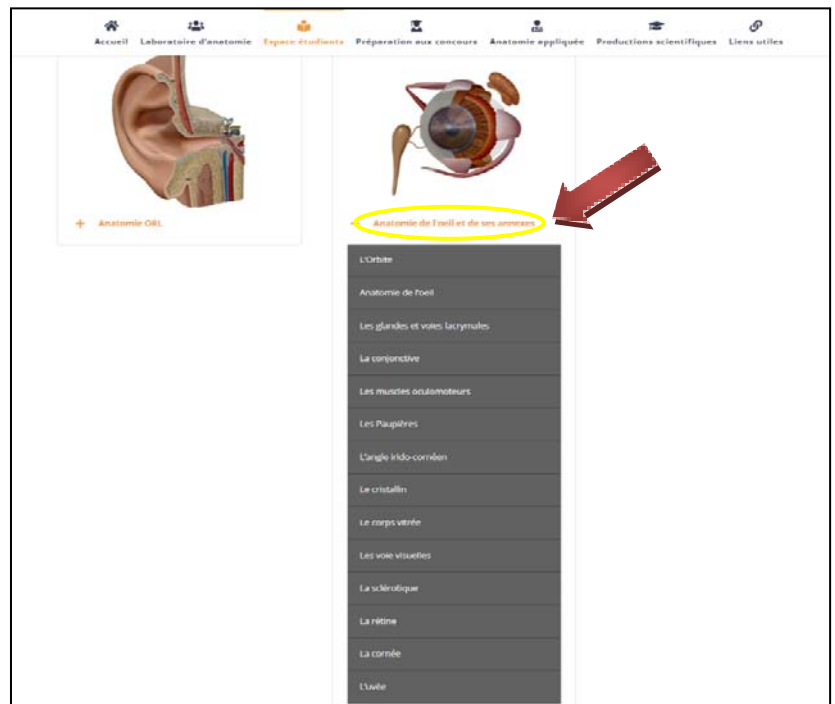 Accueil Laboratoire d'anatomie Espace étudiants Préparation aux concours Anatomie appliquée Productions scientifiques Liens utiles
+ Anatomie ORL
Anatomie de l'oeil et de ses annexes
L'Orbite
Anatomie de l'oeil
Les glandes et voies lacrymales
La conjonctive
Les muscles oculomoteurs
Les Paupières
L'angle irido-cornéen
Le cristallin
Le corps vitrée
Les voie visuelles
La sclérotique
La rétine
La cornée
L'uvée